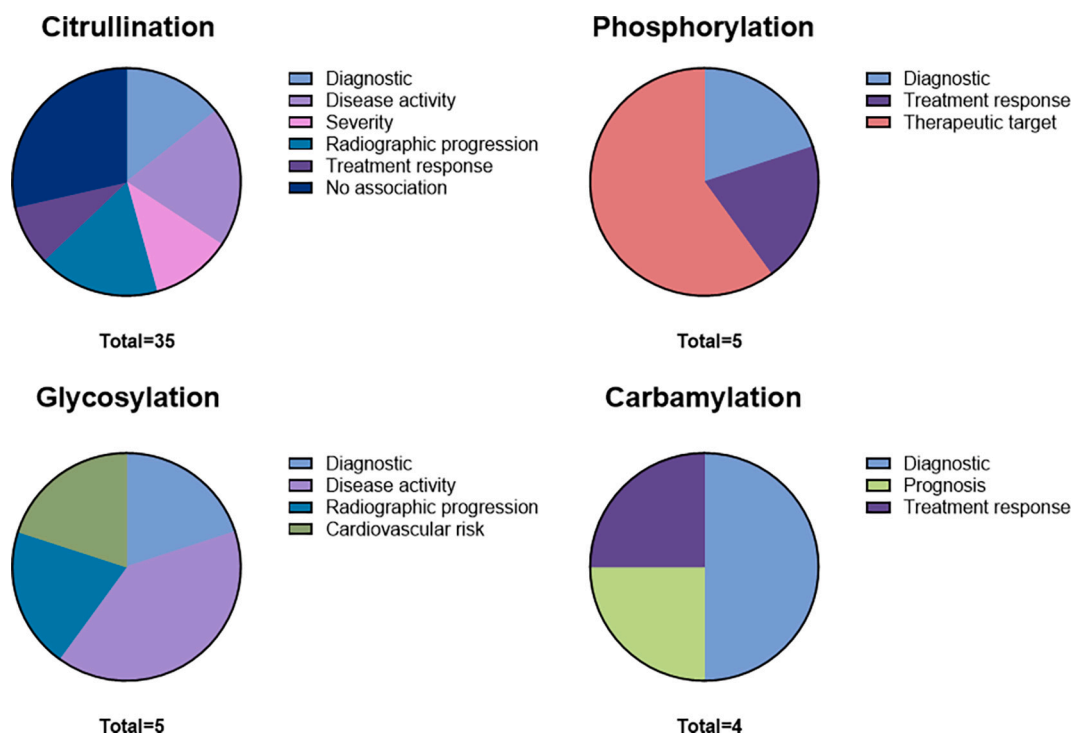 Citrullination
Diagnostic
Disease activity
Severity
Radiographic progression
Treatment response
No association
Total=35
Phosphorylation
Diagnostic
Treatment response
Therapeutic target
Total=5
Glycosylation
Diagnostic
Disease activity
Radiographic progression
Cardiovascular risk
Total=5
Carbamylation
Diagnostic
Prognosis
Treatment response
Total=4